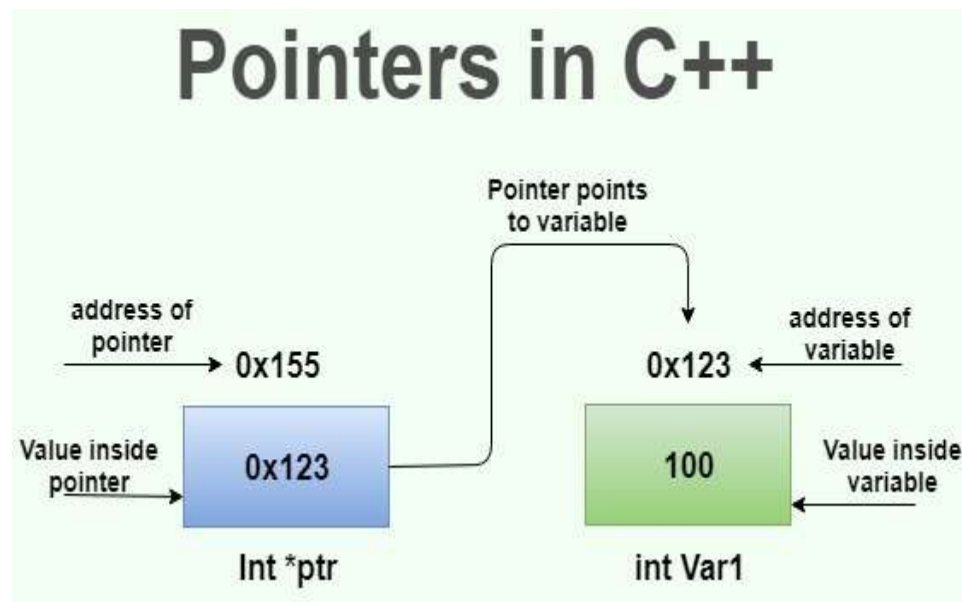 Pointers in C++
Pointer points
to variable
address of
pointer
0x155
0x123
address of
variable
Value inside
pointer
0x123
100
Value inside
variable
Int *ptr
int Var1